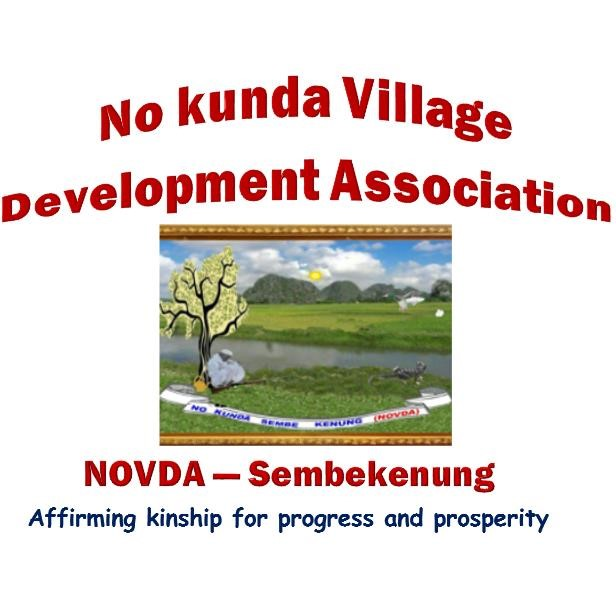 No kunda Village
Development Association
NO KUNDA SEMBE KENUNG (NOVDA)
NOVDA — Sembekenung
Affirming kinship for progress and prosperity